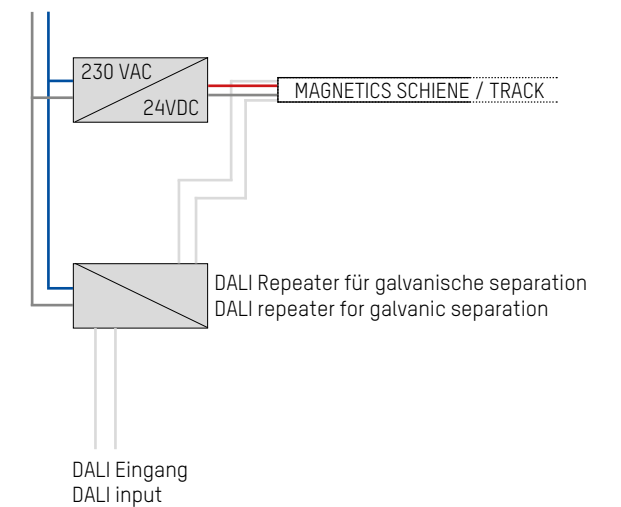 230 VAC
24VDC
MAGNETICS SCHIENE / TRACK
DALI Repeater für galvanische separation
DALI repeater for galvanic separation
DALI Eingang
DALI input